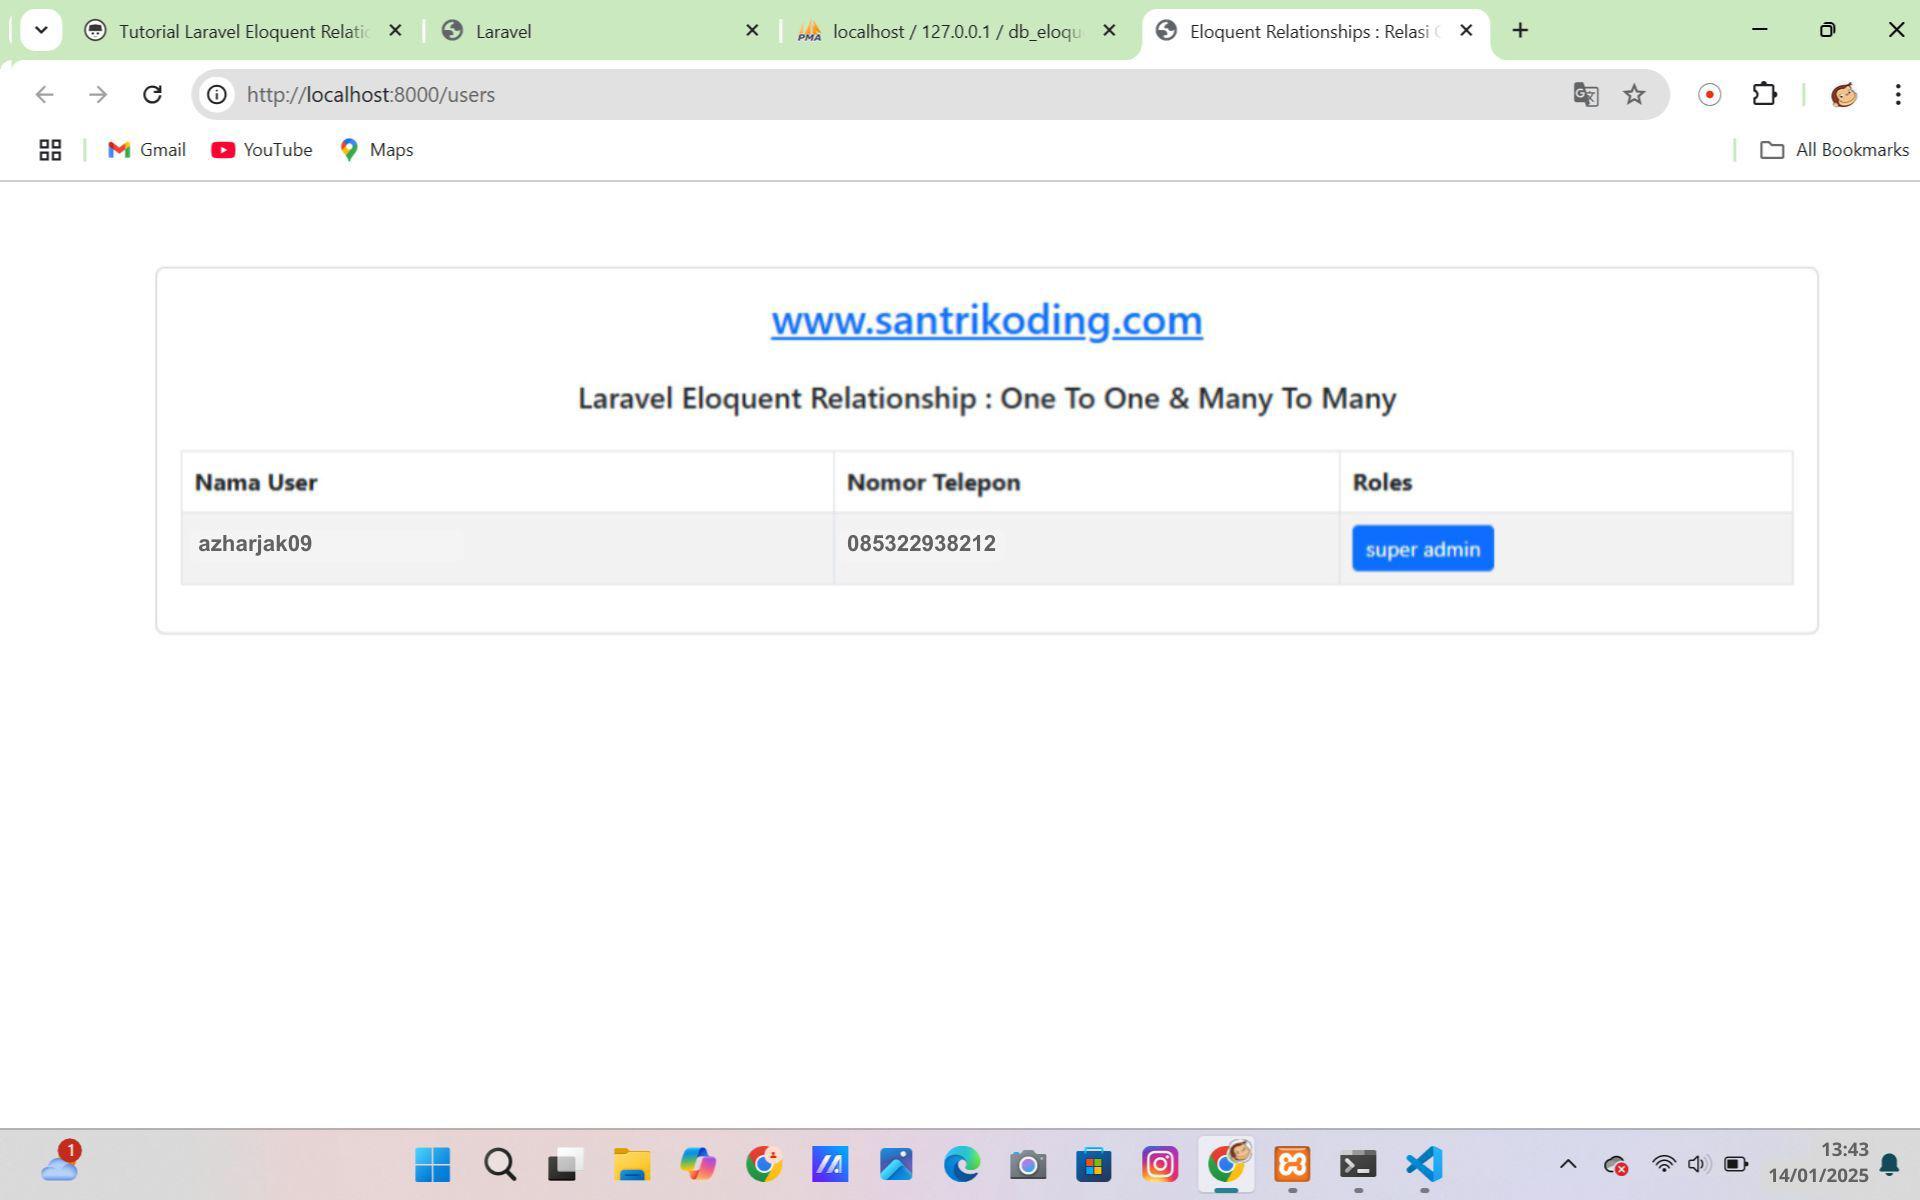 Tutorial Laravel Eloquent Relatio
Laravel
localhost / 127.0.0.1 / db_eloqu
Eloquent Relationships : Relasi
http://localhost:8000/users
Gmail
YouTube
Maps
All Bookmarks
www.santrikoding.com
Laravel Eloquent Relationship : One To One & Many To Many
Nama User
Nomor Telepon
Roles
azharjak09
085322938212
super admin
1
13:43
14/01/2025